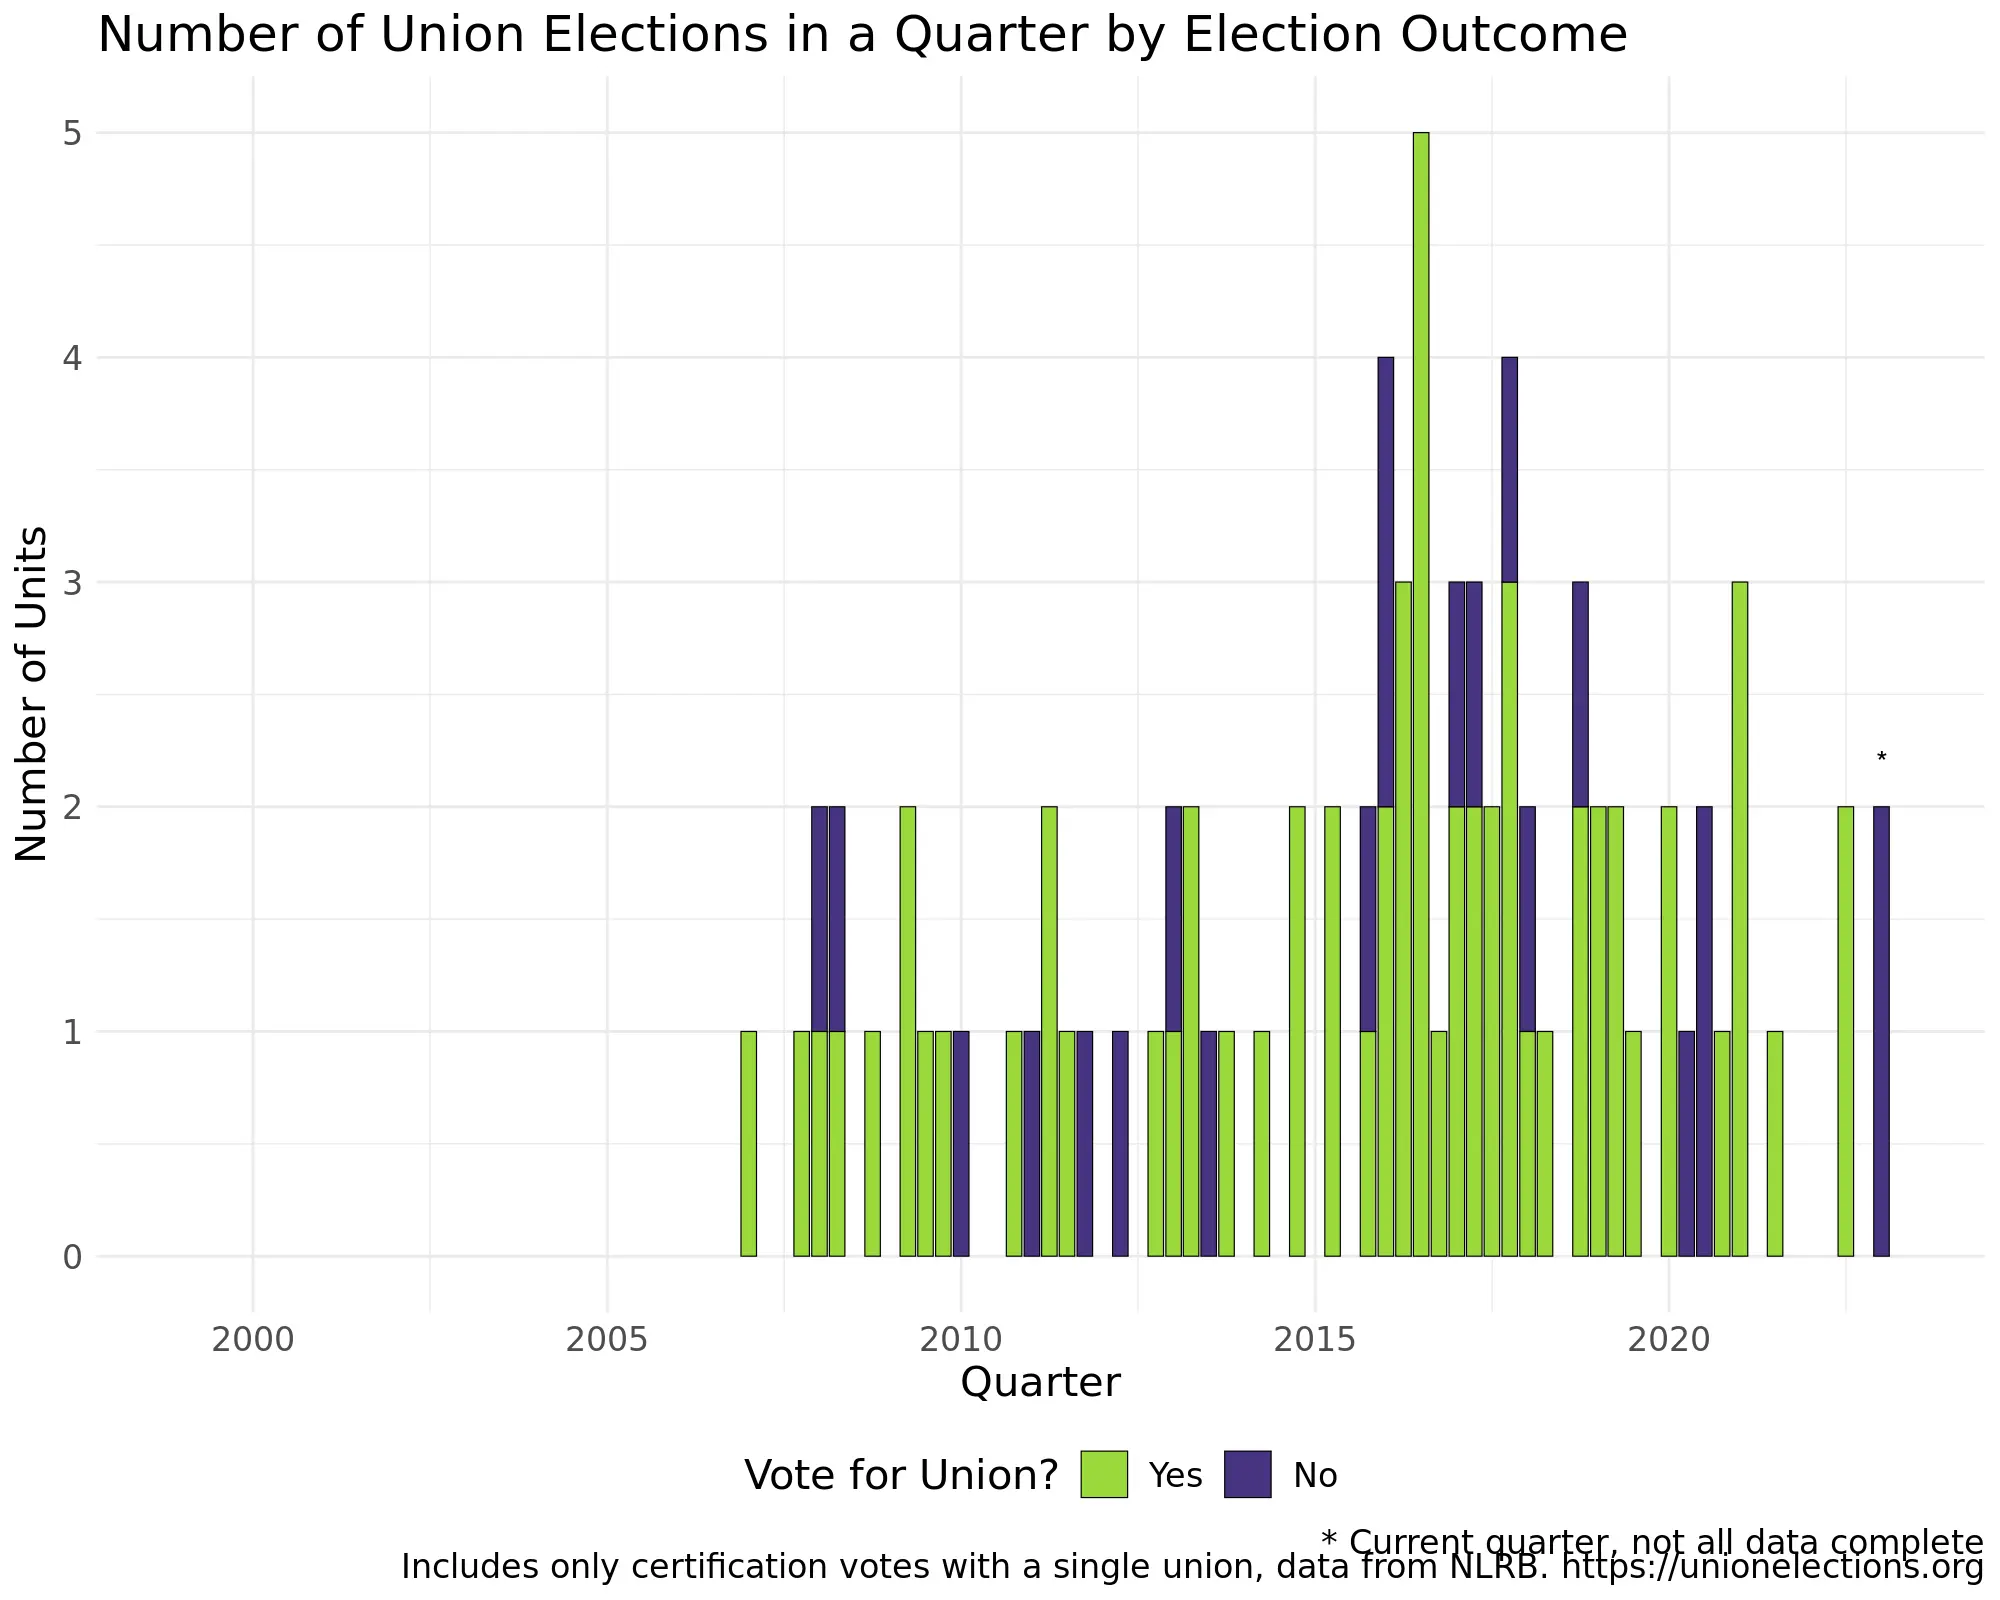 Number of Union Elections in a Quarter by Election Outcome
Number of Units
5
4
3
2
1
0
*
2000
2005
2010
2015
2020
Quarter
Vote for Union?
Yes
No
* Current quarter, not all data complete
Includes only certification votes with a single union, data from NLRB. https://unionelections.org